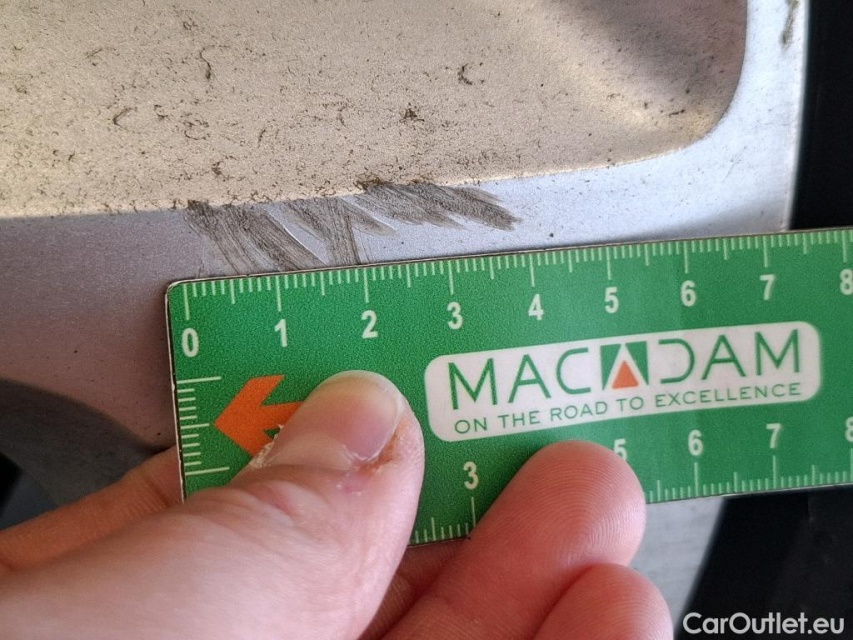 0 1 2 3 4 5 6 7 8
MACADAM
ON THE ROAD TO EXCELLENCE
3 5 6 7 8
CarOutlet.eu